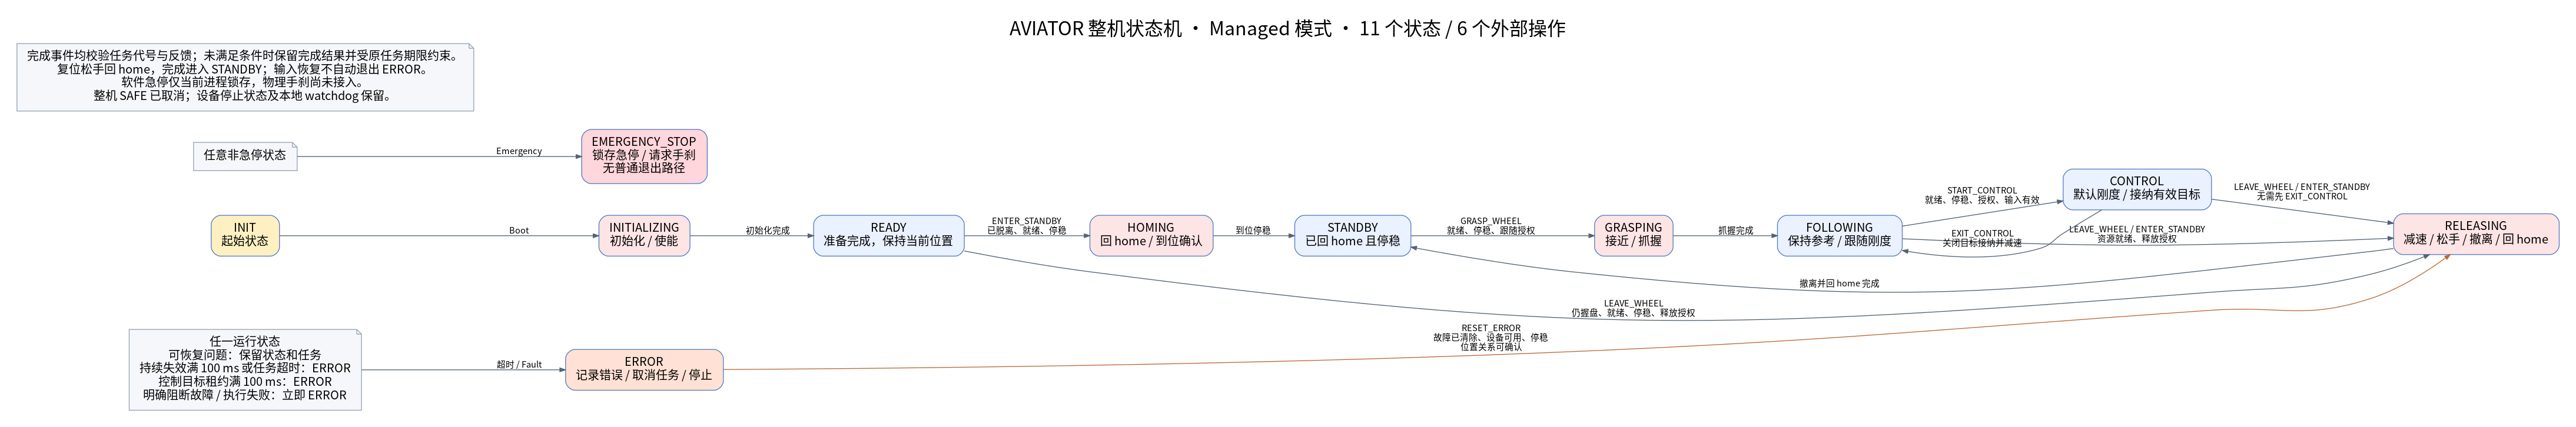 AVIATOR 整机状态机 · Managed 模式 · 11 个状态 / 6 个外部操作
完成事件均校验任务代号与反馈；未满足条件时保留完成结果并受原任务期限约束。
复位松手回 home，完成进入 STANDBY；输入恢复不自动退出 ERROR。
软件急停仅当前进程锁存，物理手刹尚未接入。
整机 SAFE 已取消；设备停止状态及本地 watchdog 保留。
任意非急停状态
Emergency
EMERGENCY_STOP
锁存急停 / 请求手刹
无普通退出路径
INIT
起始状态
Boot
INITIALIZING
初始化 / 使能
初始化完成
READY
准备完成，保持当前位置
ENTER_STANDBY
已脱离、就绪、停稳
HOMING
回 home / 到位确认
到位停稳
STANDBY
已回 home 且停稳
GRASP_WHEEL
就绪、停稳、跟随授权
GRASPING
接近 / 抓握
抓握完成
FOLLOWING
保持参考 / 跟随刚度
START_CONTROL
就绪、停稳、授权、输入有效
CONTROL
默认刚度 / 接纳有效目标
LEAVE_WHEEL / ENTER_STANDBY
无需先 EXIT_CONTROL
EXIT_CONTROL
关闭目标接纳并减速
LEAVE_WHEEL / ENTER_STANDBY
资源就绪、释放授权
RELEASING
减速 / 松手 / 撤离 / 回 home
撤离并回 home 完成
LEAVE_WHEEL
仍握盘、就绪、停稳、释放授权
任一运行状态
可恢复问题：保留状态和任务
持续失效满 100 ms 或任务超时：ERROR
控制目标租约满 100 ms：ERROR
明确阻断故障 / 执行失败：立即 ERROR
超时 / Fault
ERROR
记录错误 / 取消任务 / 停止
RESET_ERROR
故障已清除、设备可用、停稳
位置关系可确认